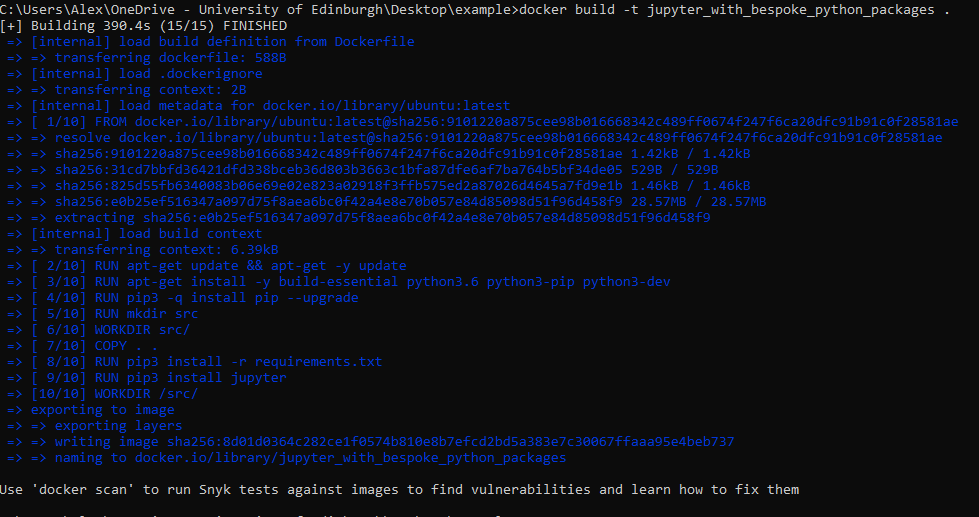 C:\Users\Alex\OneDrive - University of Edinburgh\Desktop\example>docker build -t jupyter_with_bespoke_python_packages .
[+] Building 390.4s (15/15) FINISHED
=> [internal] load build definition from Dockerfile
=> => transferring dockerfile: 588B
=> [internal] load .dockerignore
=> => transferring context: 2B
=> [internal] load metadata for docker.io/library/ubuntu:latest
=> [ 1/10] FROM docker.io/library/ubuntu:latest@sha256:9101220a875cee98b016668342c489ff0674f247f6ca20dfc91b91c0f28581ae
=> => resolve docker.io/library/ubuntu:latest@sha256:9101220a875cee98b016668342c489ff0674f247f6ca20dfc91b91c0f28581ae
=> => sha256:9101220a875cee98b016668342c489ff0674f247f6ca20dfc91b91c0f28581ae 1.42kB / 1.42kB
=> => sha256:31cd7bbfd36421dfd338bceb36d803b3663c1bfa87dfe6af7ba764b5bf34de05 529B / 529B
=> => sha256:825d55fb6340083b06e69e02e823a02918f3ffb575ed2a87026d4645a7fd9e1b 1.46kB / 1.46kB
=> => sha256:e0b25ef516347a097d75f8aea6bc0f42a4e8e70b057e84d85098d51f96d458f9 28.57MB / 28.57MB
=> => extracting sha256:e0b25ef516347a097d75f8aea6bc0f42a4e8e70b057e84d85098d51f96d458f9
=> [internal] load build context
=> => transferring context: 6.39kB
=> [ 2/10] RUN apt-get update && apt-get -y update
=> [ 3/10] RUN apt-get install -y build-essential python3.6 python3-pip python3-dev
=> [ 4/10] RUN pip3 -q install pip --upgrade
=> [ 5/10] RUN mkdir src
=> [ 6/10] WORKDIR src/
=> [ 7/10] COPY . .
=> [ 8/10] RUN pip3 install -r requirements.txt
=> [ 9/10] RUN pip3 install jupyter
=> [10/10] WORKDIR /src/
=> exporting to image
=> => exporting layers
=> => writing image sha256:8d01d0364c282ce1f0574b810e8b7efcd2bd5a383e7c30067ffaaa95e4beb737
=> => naming to docker.io/library/jupyter_with_bespoke_python_packages
Use 'docker scan' to run Snyk tests against images to find vulnerabilities and learn how to fix them